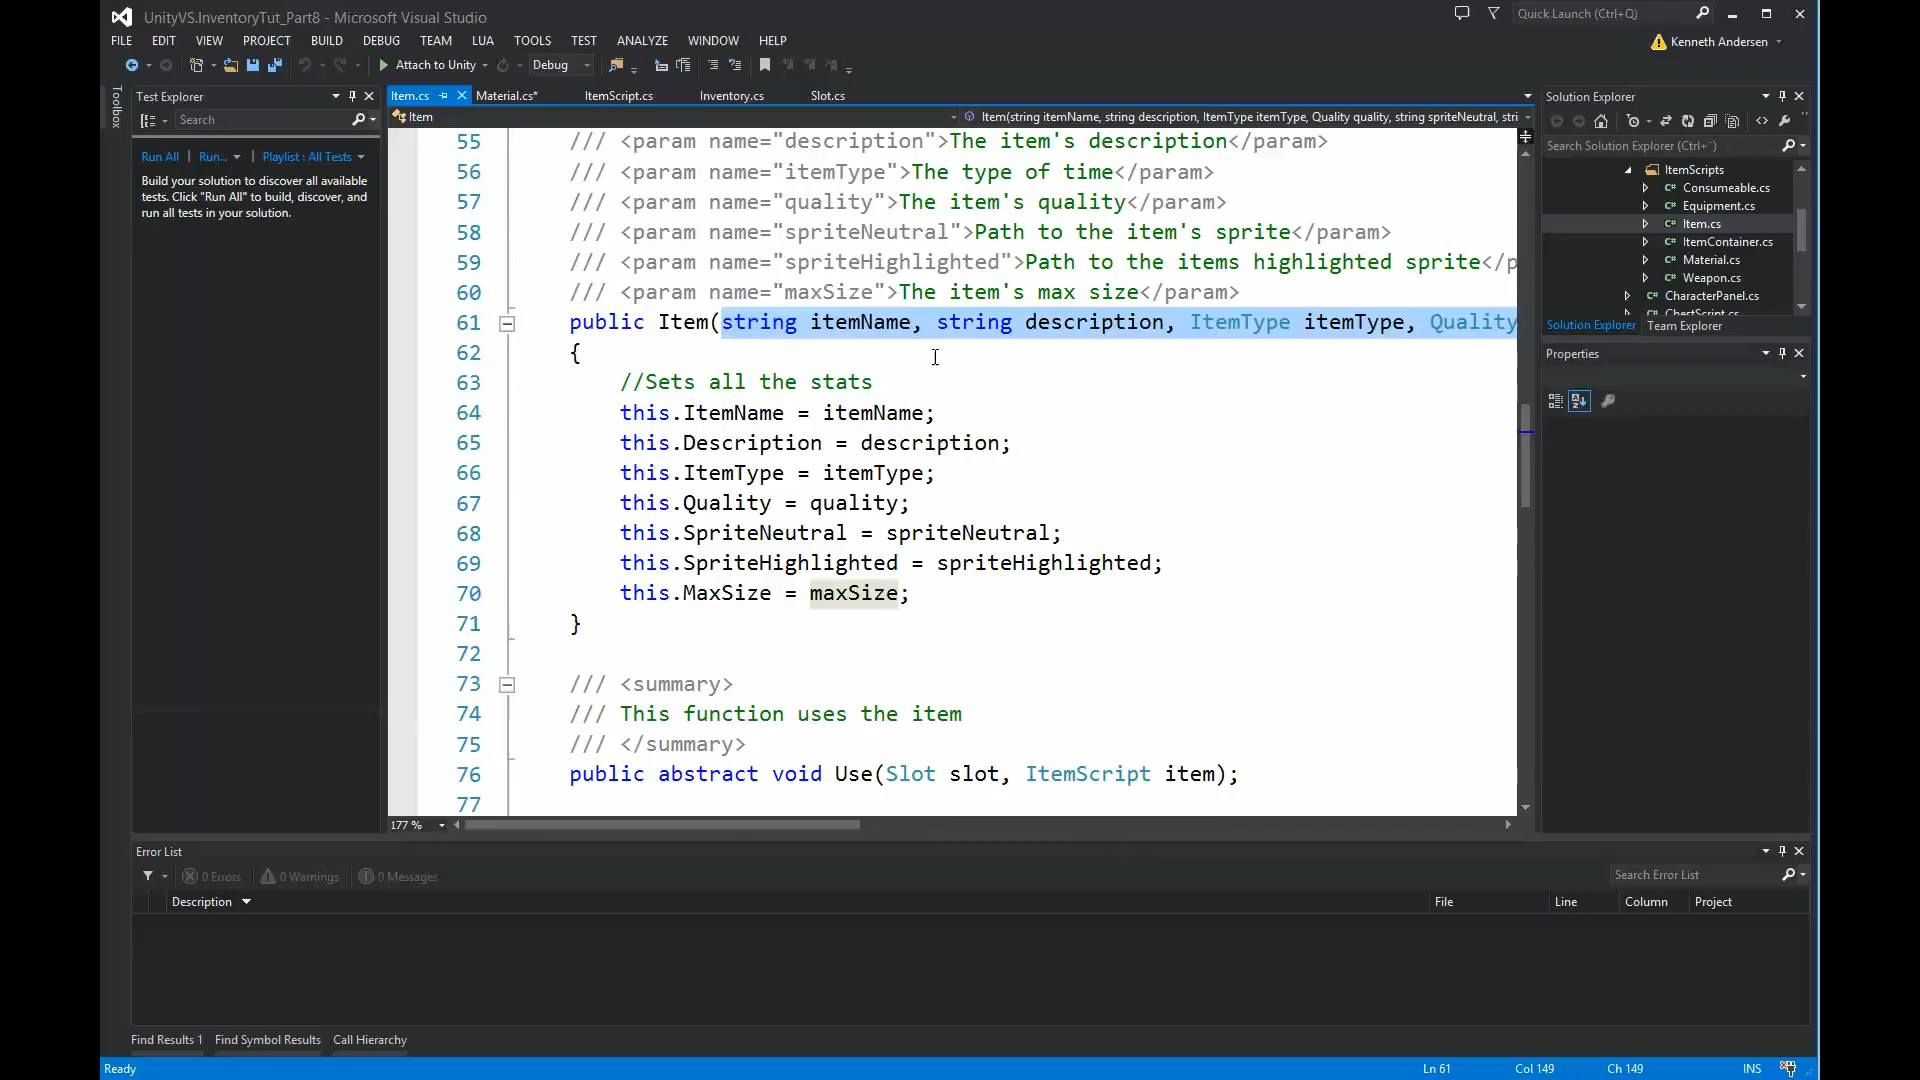 UnityVS.InventoryTut_Part8 - Microsoft Visual Studio
Quick Launch (Ctrl+Q)
FILE EDIT VIEW PROJECT BUILD DEBUG TEAM LUA TOOLS TEST ANALYZE WINDOW HELP
Kenneth Andersen
Attach to Unity
Debug
Toolbox
Test Explorer
Search
Run All | Run... | Playlist : All Tests
Build your solution to discover all available
tests. Click "Run All" to build, discover, and
run all tests in your solution.
Item.cs Material.cs* ItemScript.cs Inventory.cs Slot.cs
Item
Item(string itemName, string description, ItemType itemType, Quality quality, string spriteNeutral, stri
55 /// <param name="description">The item's description</param>
56 /// <param name="itemType">The type of time</param>
57 /// <param name="quality">The item's quality</param>
58 /// <param name="spriteNeutral">Path to the item's sprite</param>
59 /// <param name="spriteHighlighted">Path to the items highlighted sprite</p
60 /// <param name="maxSize">The item's max size</param>
61 public Item(string itemName, string description, ItemType itemType, Quality
62 {
63 //Sets all the stats
64 this.ItemName = itemName;
65 this.Description = description;
66 this.ItemType = itemType;
67 this.Quality = quality;
68 this.SpriteNeutral = spriteNeutral;
69 this.SpriteHighlighted = spriteHighlighted;
70 this.MaxSize = maxSize;
71 }
72
73 /// <summary>
74 /// This function uses the item
75 /// </summary>
76 public abstract void Use(Slot slot, ItemScript item);
77
177 %
Solution Explorer
Search Solution Explorer (Ctrl+¨)
ItemScripts
C# Consumeable.cs
C# Equipment.cs
C# Item.cs
C# ItemContainer.cs
C# Material.cs
C# Weapon.cs
C# CharacterPanel.cs
C# ChestScript.cs
Solution Explorer Team Explorer
Properties
Error List
0 Errors 0 Warnings 0 Messages
Search Error List
Description File Line Column Project
Find Results 1 Find Symbol Results Call Hierarchy
Ready
Ln 61 Col 149 Ch 149 INS